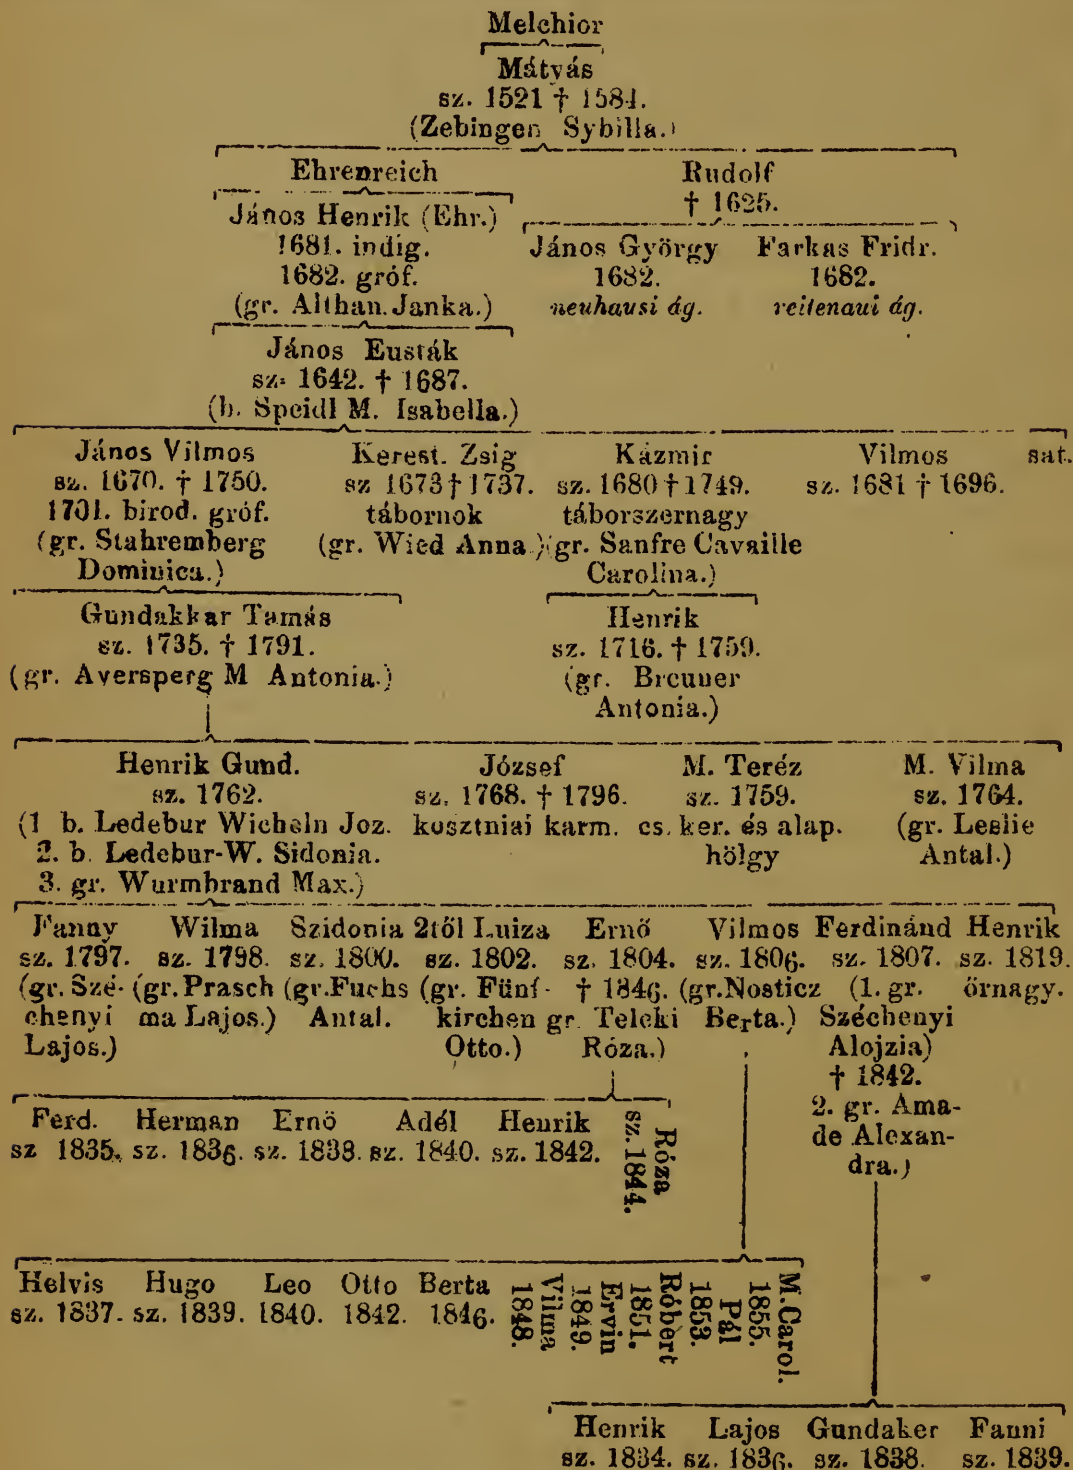 Melchior
Mátyás
sz. 1521 † 1584.
(Zebingen Sybilla.)
Ehrenreich
János Henrik (Ehr.)
1681. indig.
1682. gróf.
(gr. Althan. Janka.)
Rudolf
† 1625.
János György
1682.
neuhausi ág.
Farkas Fridr.
1682.
reitenaui ág.
János Eusták
sz. 1642. † 1687.
(b. Speidl M. Isabella.)
János Vilmos
sz. 1670. † 1750.
1701. birod. gróf.
(gr. Stahremberg
Dominica.)
Kerest. Zsig
sz 1673 † 1737.
tábornok
(gr. Wied Anna.)
Kázmir
sz. 1680 † 1749.
táborszernagy
(gr. Sanfre Cavaille
Carolina.)
Vilmos
sz. 1681 † 1696.
sat.
Gundakkar Tamás
sz. 1735. † 1791.
(gr. Aversperg M Antonia.)
Henrik
sz. 1716. † 1759.
(gr. Breuner
Antonia.)
Henrik Gund.
sz. 1762.
(1 b. Ledebur Wicheln Joz.
2. b. Ledebur-W. Sidonia.
3. gr. Wurmbrand Max.)
József
sz. 1768. † 1796.
kosztniai karm.
M. Teréz
sz. 1759.
cs. ker. és alap.
hölgy
M. Vilma
sz. 1764.
(gr. Leslie
Antal.)
Fanny
sz. 1797.
(gr. Szé-
chenyi
Lajos.)
Wilma
sz. 1798.
(gr. Prasch
ma Lajos.)
Szidonia
sz. 1800.
(gr. Fuchs
Antal.
2től Luiza
sz. 1802.
(gr. Fünf-
kirchen
Otto.)
Ernö
sz. 1804.
† 1846.
gr. Teleki
Róza.)
Vilmos
sz. 1806.
(gr. Nosticz
Berta.)
Ferdinánd
sz. 1807.
(1. gr.
Széchenyi
Alojzia)
† 1842.
2. gr. Ama-
de Alexan-
dra.)
Henrik
sz. 1819.
örnagy.
Ferd.
sz 1835.
Herman
sz. 1836.
Ernö
sz. 1838.
Adél
sz. 1840.
Henrik
sz. 1842.
Róza
sz. 1844.
Helvis
sz. 1837.
Hugo
sz. 1839.
Leo
1840.
Otto
1842.
Berta
1846.
Vilma
1848.
Ervin
1849.
Róbert
1851.
Pál
1853.
M. Carol.
1855.
Henrik
sz. 1834.
Lajos
sz. 1836.
Gundaker
sz. 1838.
Fanni
sz. 1839.